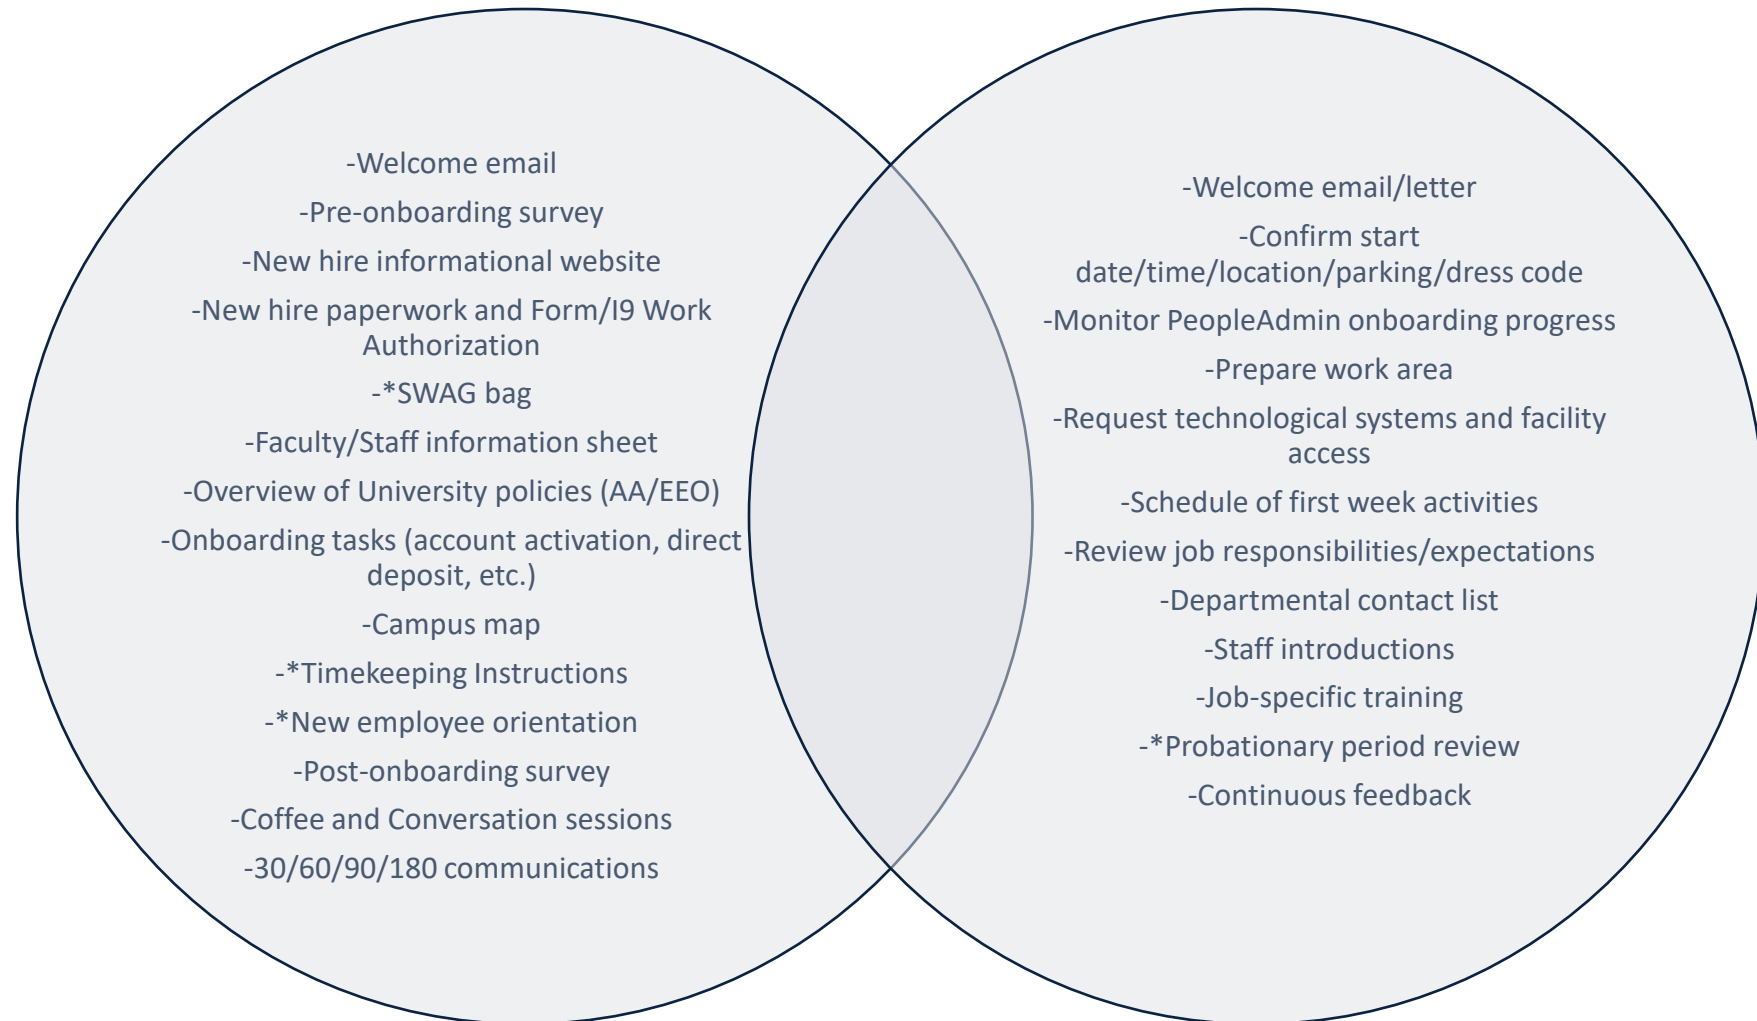 -Welcome email
-Pre-onboarding survey
-New hire informational website
-New hire paperwork and Form/I9 Work
Authorization
-*SWAG bag
-Faculty/Staff information sheet
-Overview of University policies (AA/EEO)
-Onboarding tasks (account activation, direct
deposit, etc.)
-Campus map
-*Timekeeping Instructions
-*New employee orientation
-Post-onboarding survey
-Coffee and Conversation sessions
-30/60/90/180 communications
-Welcome email/letter
-Confirm start
date/time/location/parking/dress code
-Monitor PeopleAdmin onboarding progress
-Prepare work area
-Request technological systems and facility
access
-Schedule of first week activities
-Review job responsibilities/expectations
-Departmental contact list
-Staff introductions
-Job-specific training
-*Probationary period review
-Continuous feedback